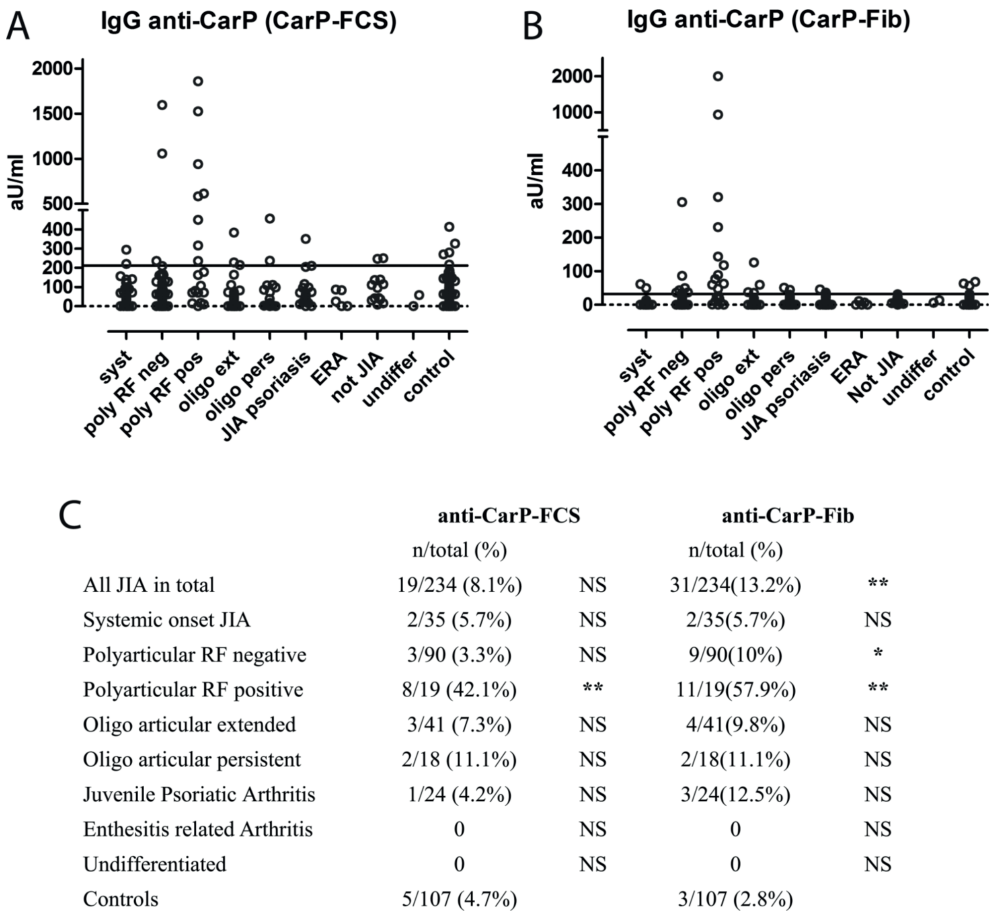 A
IgG anti-CarP (CarP-FCS)
aU/ml
2000
1500
1000
500
400
300
200
100
0
syst
poly RF neg
poly RF pos
oligo ext
oligo pers
JIA psoriasis
ERA
not JIA
undiffer
control
B
IgG anti-CarP (CarP-Fib)
aU/ml
2000
1000
400
300
200
100
0
syst
poly RF neg
poly RF pos
oligo ext
oligo pers
JIA psoriasis
ERA
Not JIA
undiffer
control
C
anti-CarP-FCS anti-CarP-Fib
n/total (%) n/total (%)
All JIA in total 19/234 (8.1%) NS 31/234(13.2%) **
Systemic onset JIA 2/35 (5.7%) NS 2/35(5.7%) NS
Polyarticular RF negative 3/90 (3.3%) NS 9/90(10%) *
Polyarticular RF positive 8/19 (42.1%) ** 11/19(57.9%) **
Oligo articular extended 3/41 (7.3%) NS 4/41(9.8%) NS
Oligo articular persistent 2/18 (11.1%) NS 2/18(11.1%) NS
Juvenile Psoriatic Arthritis 1/24 (4.2%) NS 3/24(12.5%) NS
Enthesitis related Arthritis 0 NS 0 NS
Undifferentiated 0 NS 0 NS
Controls 5/107 (4.7%) 3/107 (2.8%)